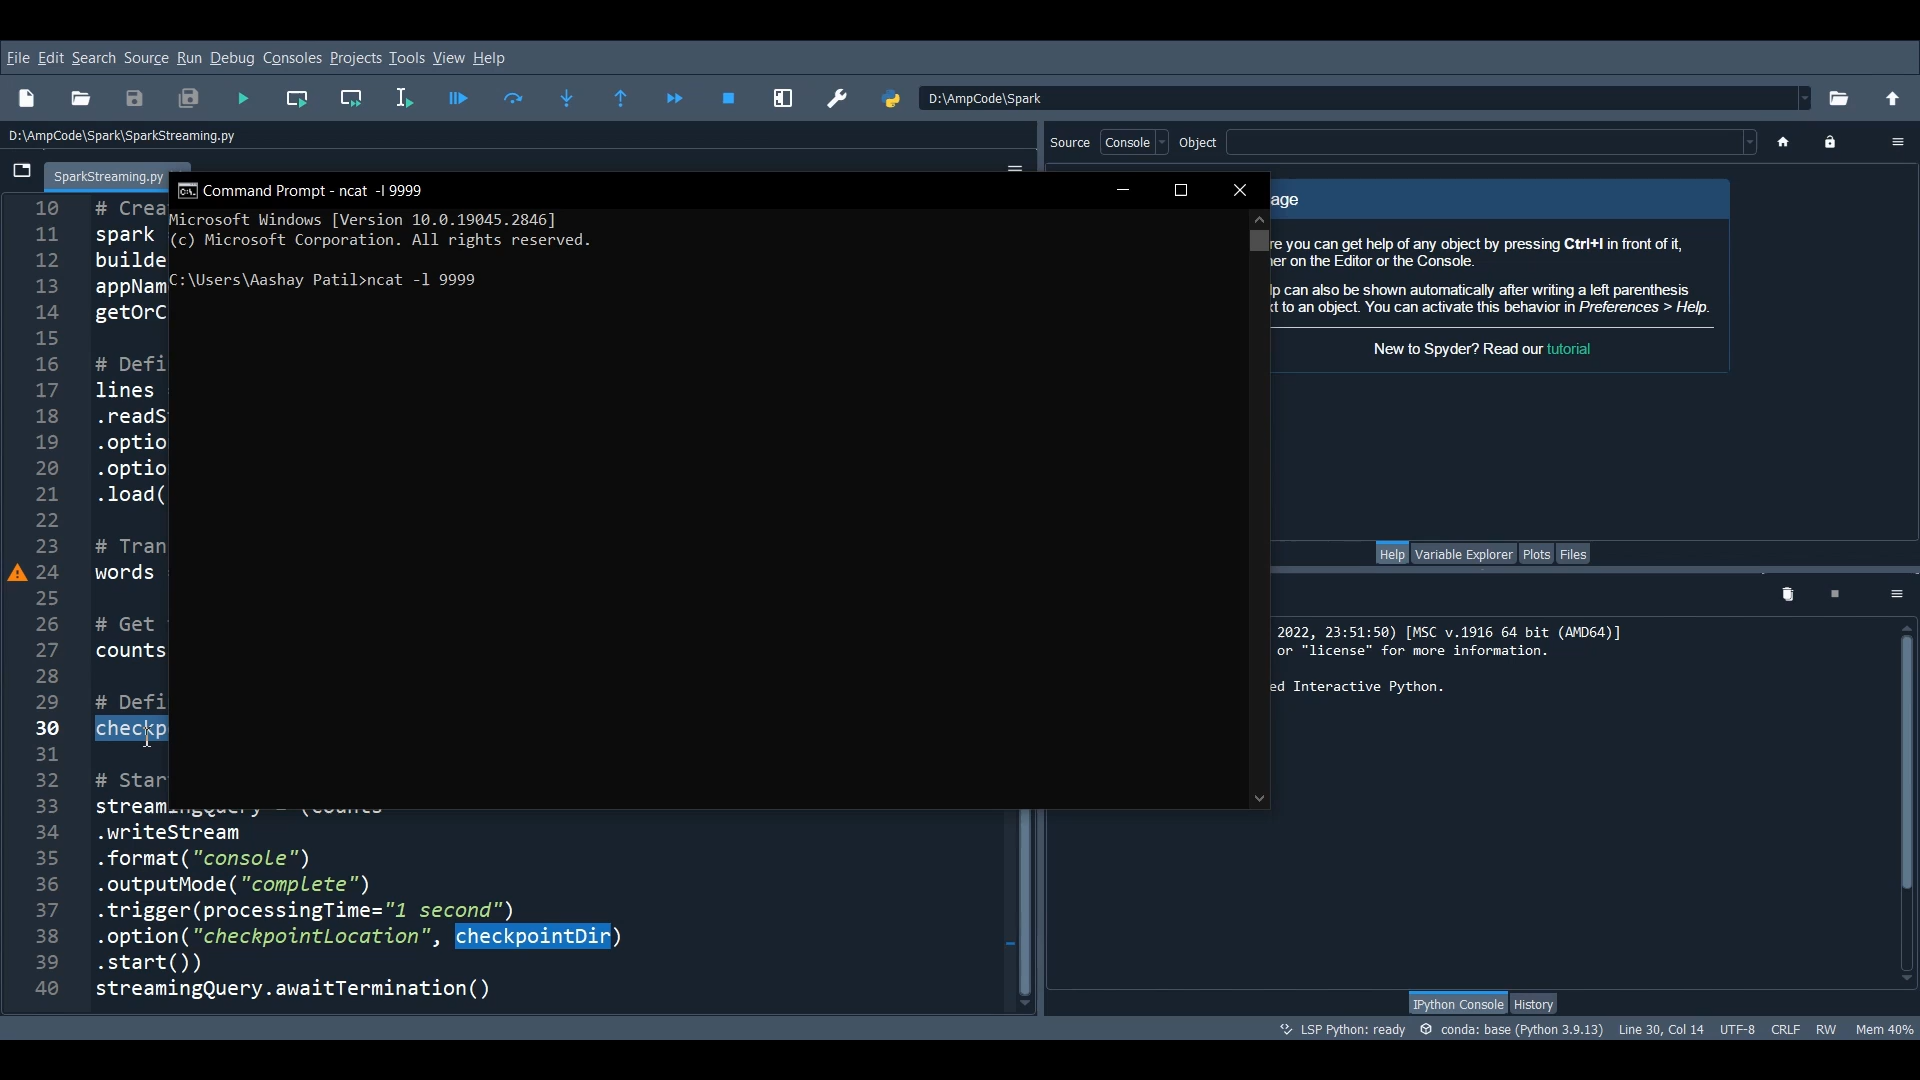 File Edit Search Source Run Debug Consoles Projects Tools View Help
D:\AmpCode\Spark
D:\AmpCode\Spark\SparkStreaming.py
Source Console Object
SparkStreaming.py
Command Prompt - ncat -l 9999
Microsoft Windows [Version 10.0.19045.2846]
(c) Microsoft Corporation. All rights reserved.
C:\Users\Aashay Patil>ncat -l 9999
10 # Crea
11 spark
12 builde
13 appNam
14 getOrC
15
16 # Defi
17 lines
18 .readS
19 .optio
20 .optio
21 .load(
22
23 # Tran
24 words
25
26 # Get
27 counts
28
29 # Defi
30 checkp
31
32 # Star
33 streamingQuery = (counts
34 .writeStream
35 .format("console")
36 .outputMode("complete")
37 .trigger(processingTime="1 second")
38 .option("checkpointLocation", checkpointDir)
39 .start())
40 streamingQuery.awaitTermination()
age
re you can get help of any object by pressing Ctrl+I in front of it,
her on the Editor or the Console.
lp can also be shown automatically after writing a left parenthesis
xt to an object. You can activate this behavior in Preferences > Help.
New to Spyder? Read our tutorial
Help Variable Explorer Plots Files
2022, 23:51:50) [MSC v.1916 64 bit (AMD64)]
or "license" for more information.
ed Interactive Python.
IPython Console History
LSP Python: ready conda: base (Python 3.9.13) Line 30, Col 14 UTF-8 CRLF RW Mem 40%